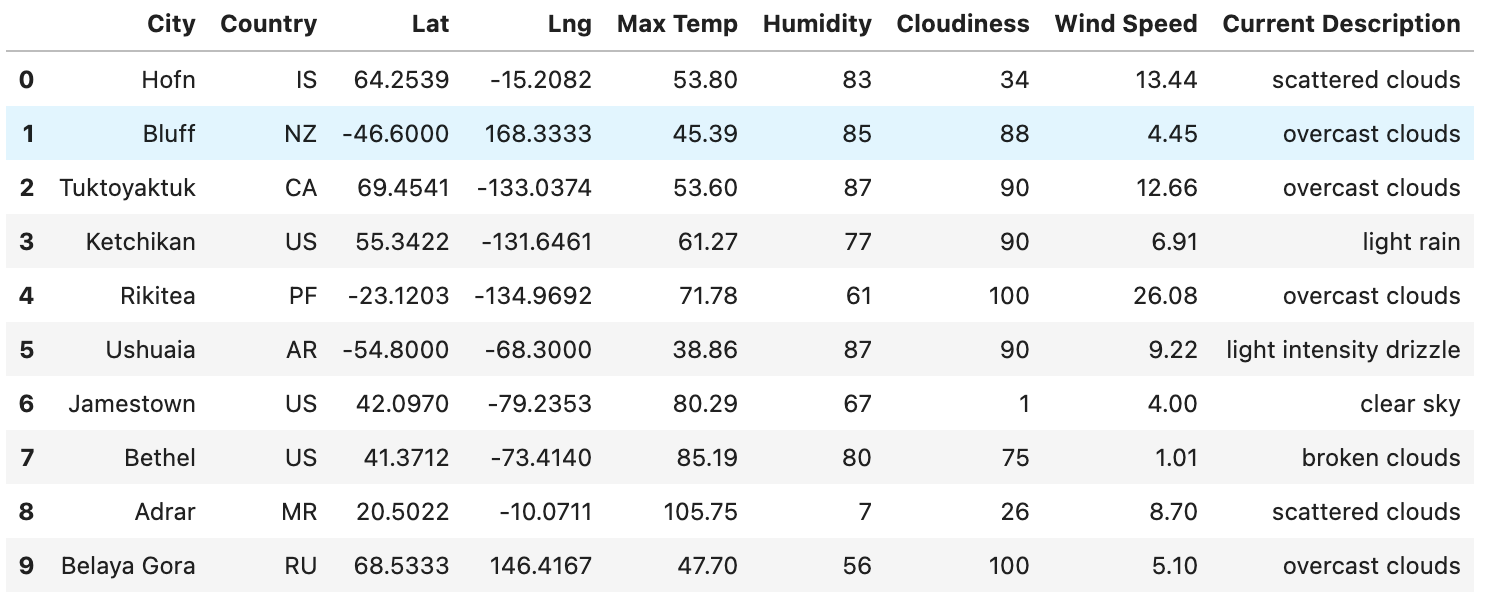 City Country Lat Lng Max Temp Humidity Cloudiness Wind Speed Current Description
0 Hofn IS 64.2539 -15.2082 53.80 83 34 13.44 scattered clouds
1 Bluff NZ -46.6000 168.3333 45.39 85 88 4.45 overcast clouds
2 Tuktoyaktuk CA 69.4541 -133.0374 53.60 87 90 12.66 overcast clouds
3 Ketchikan US 55.3422 -131.6461 61.27 77 90 6.91 light rain
4 Rikitea PF -23.1203 -134.9692 71.78 61 100 26.08 overcast clouds
5 Ushuaia AR -54.8000 -68.3000 38.86 87 90 9.22 light intensity drizzle
6 Jamestown US 42.0970 -79.2353 80.29 67 1 4.00 clear sky
7 Bethel US 41.3712 -73.4140 85.19 80 75 1.01 broken clouds
8 Adrar MR 20.5022 -10.0711 105.75 7 26 8.70 scattered clouds
9 Belaya Gora RU 68.5333 146.4167 47.70 56 100 5.10 overcast clouds